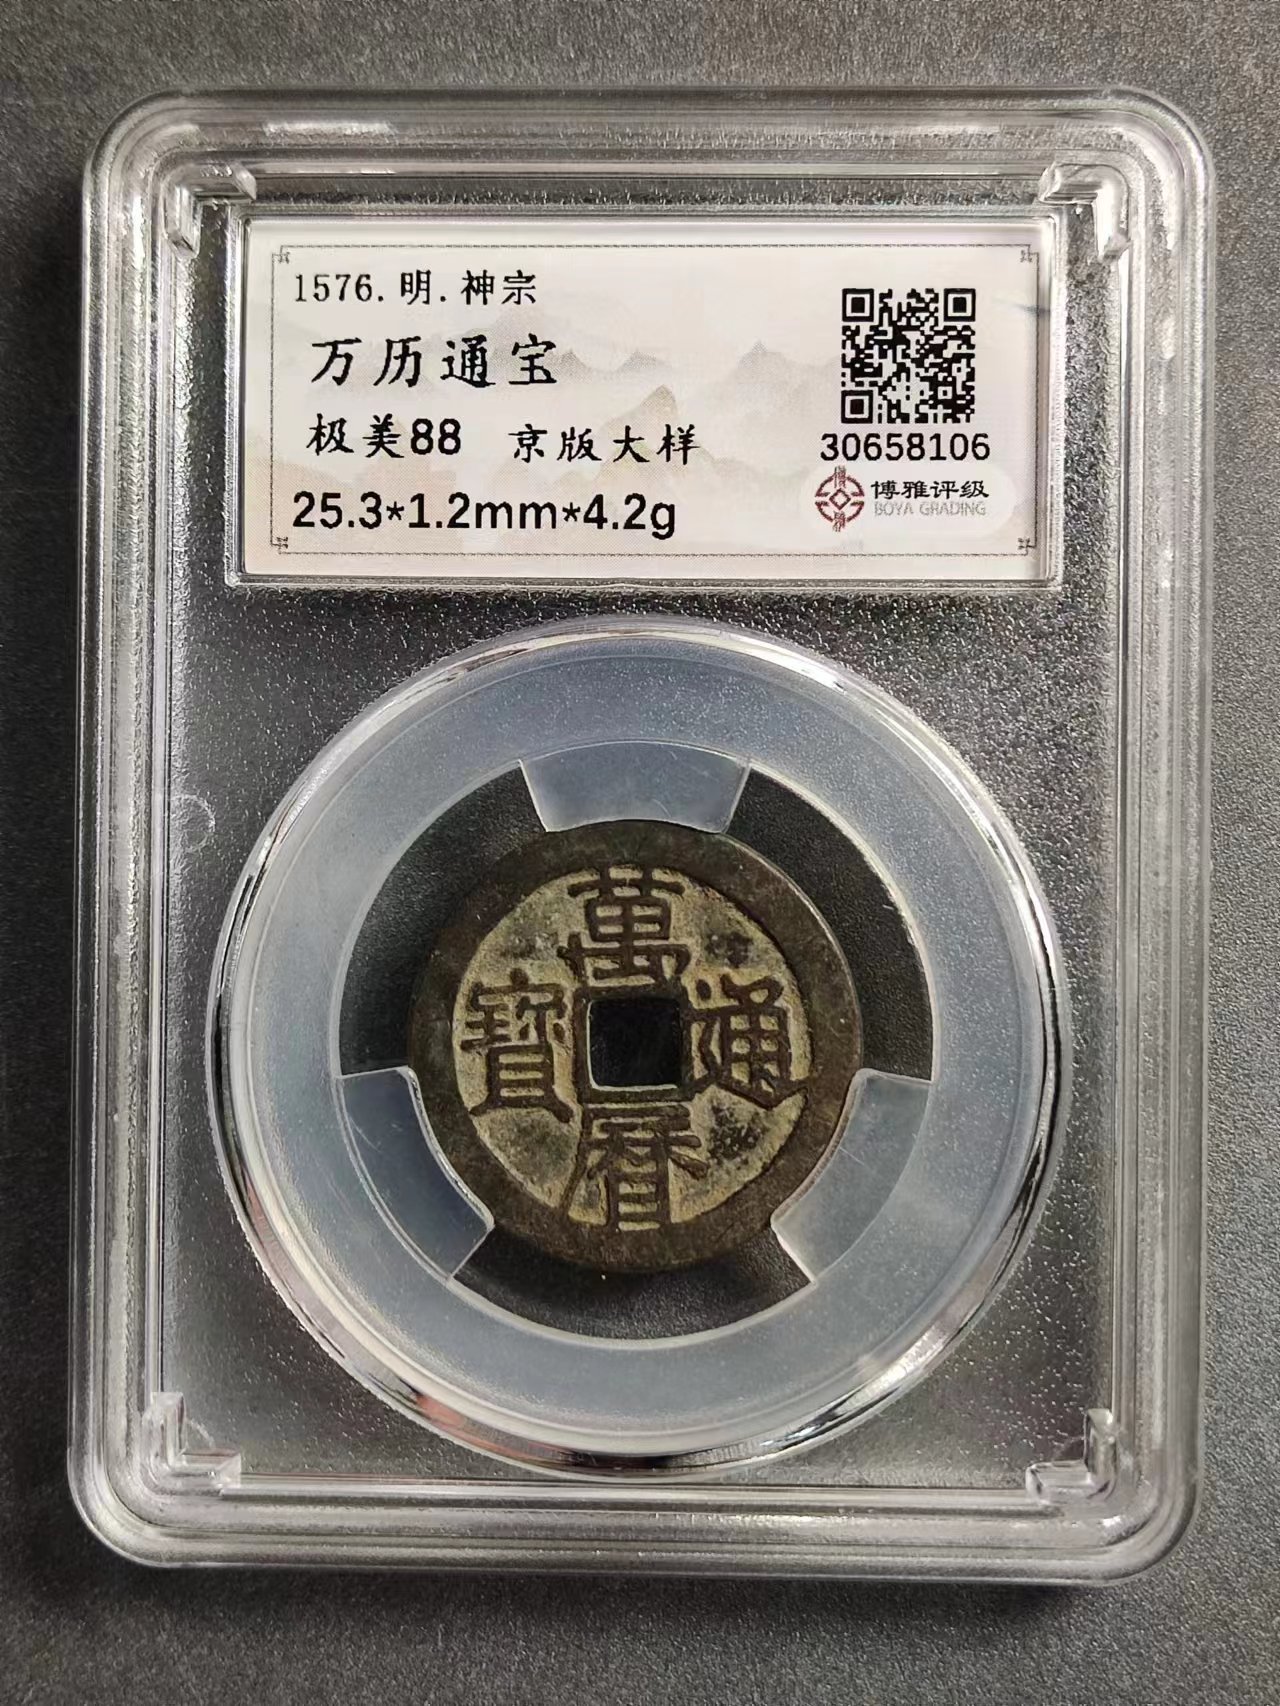 1576.明.神宗
万历通宝
极美88 京版大样
25.3*1.2mm*4.2g
30658106
博雅评级
BOYA GRADING
萬
寶 通
曆